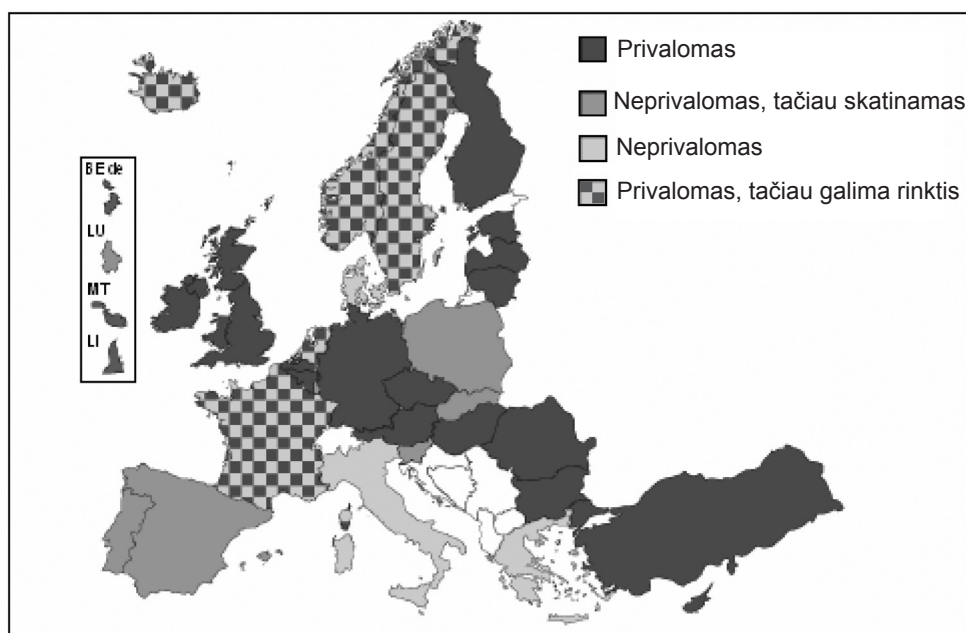 Privalomas
Neprivalomas, tačiau skatinamas
Neprivalomas
Privalomas, tačiau galima rinktis
BE de
LU
MT
LI